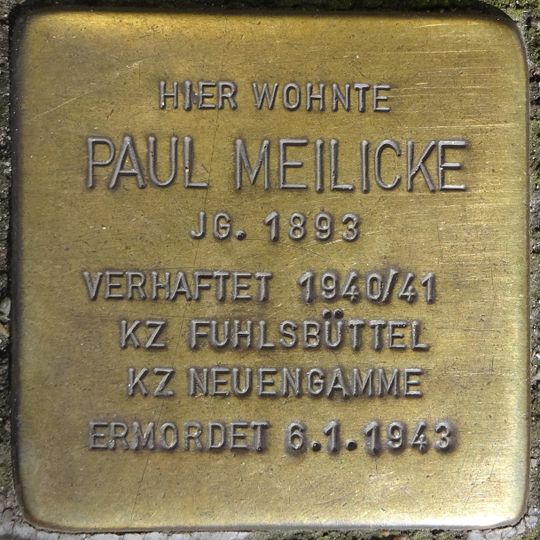 HIER WOHNTE
PAUL MEILICKE
JG. 1893
VERHAFTET 1940/41
KZ FUHLSBÜTTEL
KZ NEUENGAMME
ERMORDET 6.1.1943